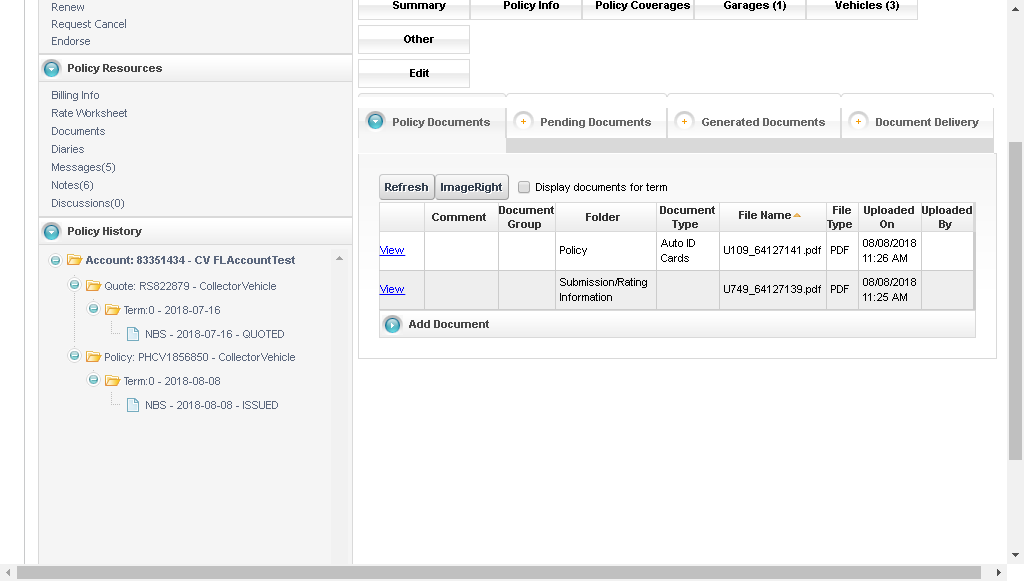 Renew
Request Cancel
Endorse
Policy Resources
Billing Info
Rate Worksheet
Documents
Diaries
Messages(5)
Notes(6)
Discussions(0)
Policy History
Account: 83351434 - CV FLAccountTest
Quote: RS822879 - CollectorVehicle
Term:0 - 2018-07-16
NBS - 2018-07-16 - QUOTED
Policy: PHCV1856850 - CollectorVehicle
Term:0 - 2018-08-08
NBS - 2018-08-08 - ISSUED
Summary Policy Info Policy Coverages Garages (1) Vehicles (3)
Other
Edit
Policy Documents Pending Documents Generated Documents Document Delivery
Refresh ImageRight Display documents for term
Comment Document Group Folder Document Type File Name File Type Uploaded On Uploaded By
View Policy Auto ID Cards U109_64127141.pdf PDF 08/08/2018 11:26 AM
View Submission/Rating Information U749_64127139.pdf PDF 08/08/2018 11:25 AM
Add Document